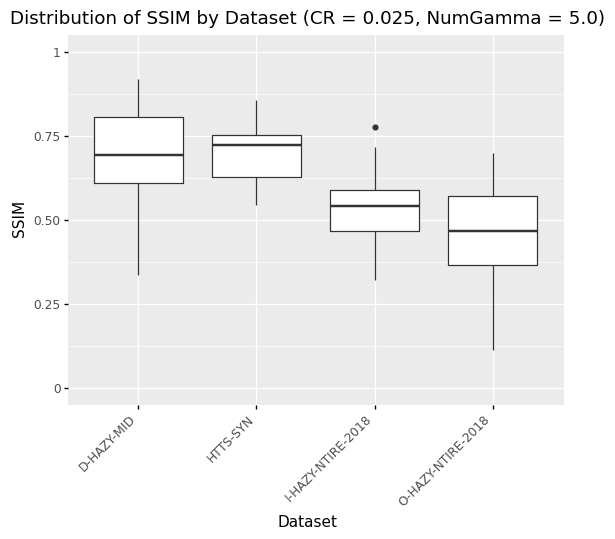 Distribution of SSIM by Dataset (CR = 0.025, NumGamma = 5.0)
1
0.75
0.50
0.25
0
SSIM
D-HAZY-MID
HTTS-SYN
I-HAZY-NTIRE-2018
O-HAZY-NTIRE-2018
Dataset